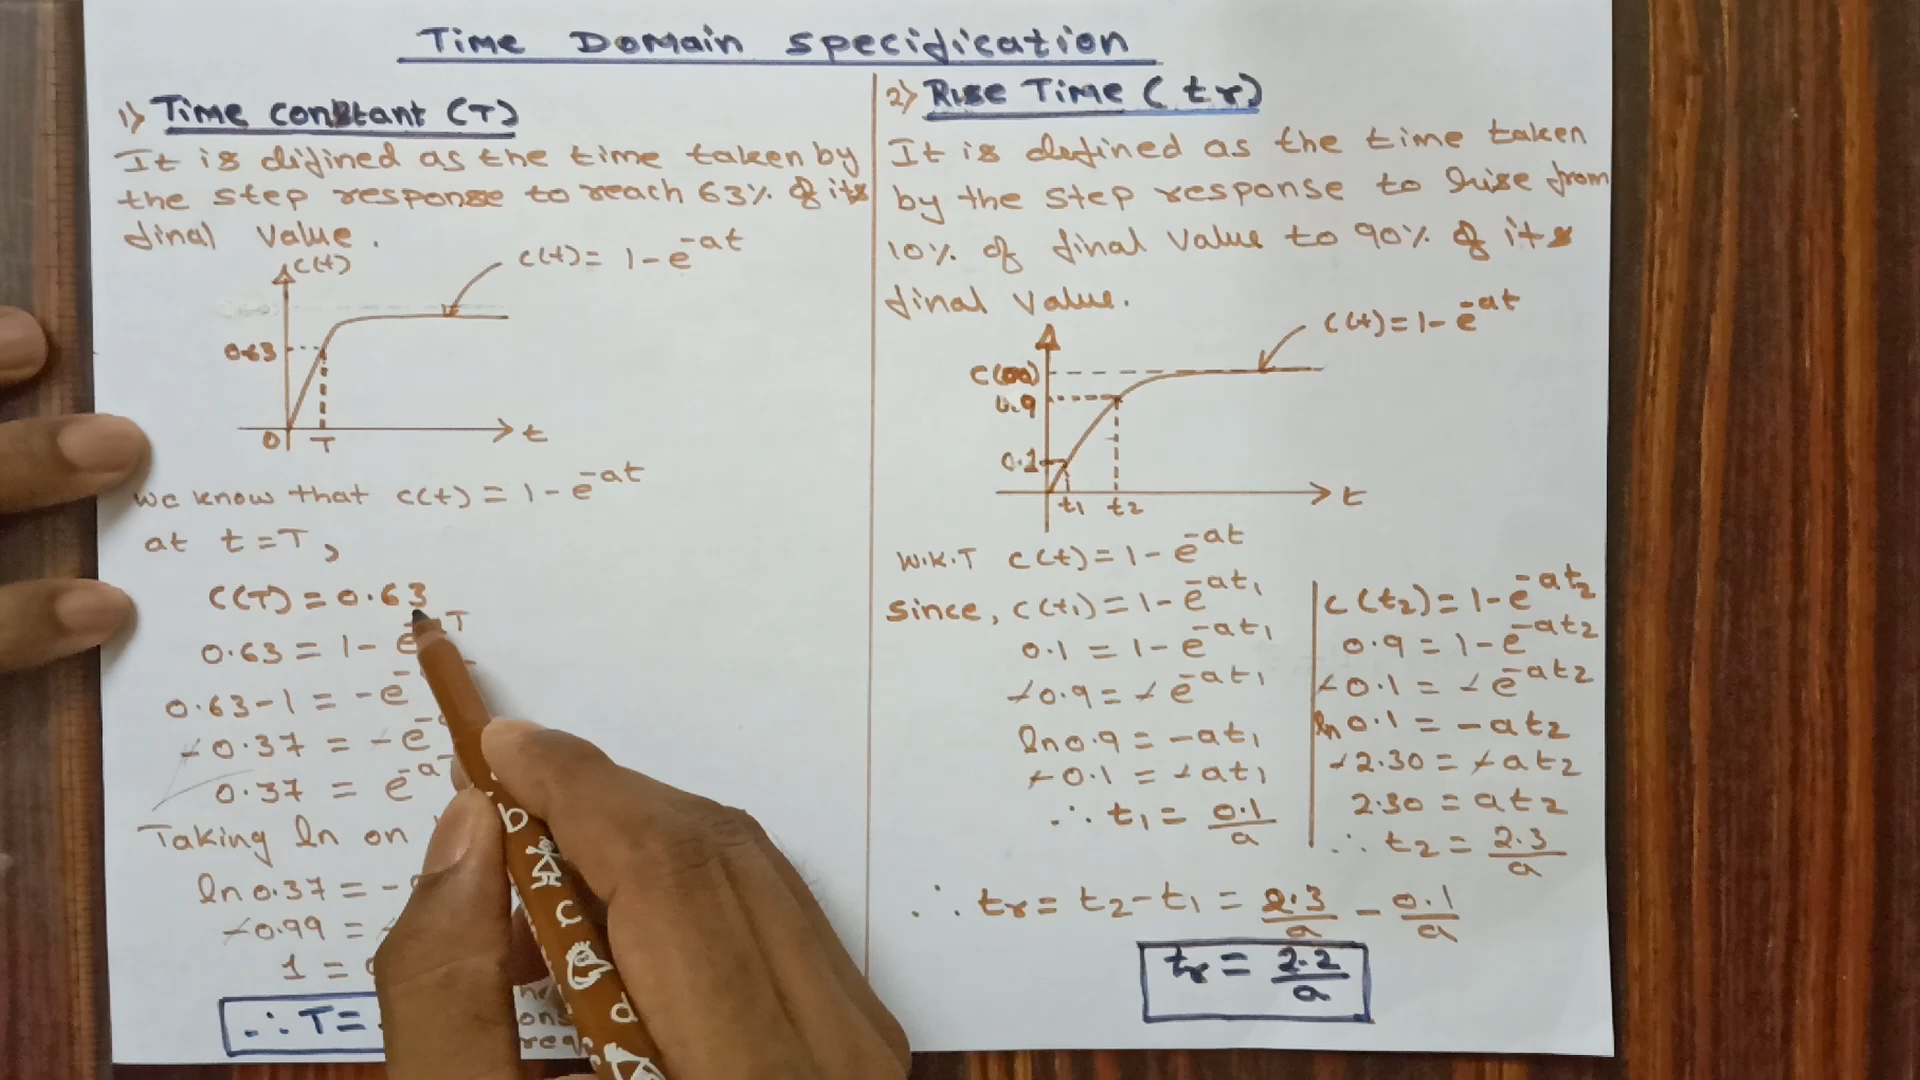 Time Domain specification
1) Time constant (T)
It is difined as the time taken by
the step response to reach 63% of its
final value.
c(t)
c(t)= 1-e^-at
0.63
0 T t
we know that c(t) = 1-e^-at
at t=T,
C(T) = 0.63
0.63 = 1- e T
0.63-1 = -e^-
-0.37 = -e^-a
0.37 = e^-a
Taking ln on
ln 0.37 = -
-0.99 =
1 =
∴ T=
2) Rise Time (tr)
It is defined as the time taken
by the step response to rise from
10% of final value to 90% of its
final value.
c(t)=1-e^-at
c(∞)
0.9
0.1
t1 t2 t
W.K.T c(t)=1-e^-at
since, c(t1)=1-e^-at1
0.1 = 1-e^-at1
-0.9 = -e^-at1
ln 0.9 = -at1
-0.1 = -at1
∴ t1 = 0.1/a
c(t2)=1-e^-at2
0.9 = 1-e^-at2
-0.1 = -e^-at2
ln 0.1 = -at2
-2.30 = -at2
2.30 = at2
∴ t2 = 2.3/a
∴ tr = t2-t1 = 2.3/a - 0.1/a
tr = 2.2/a
b
c
d